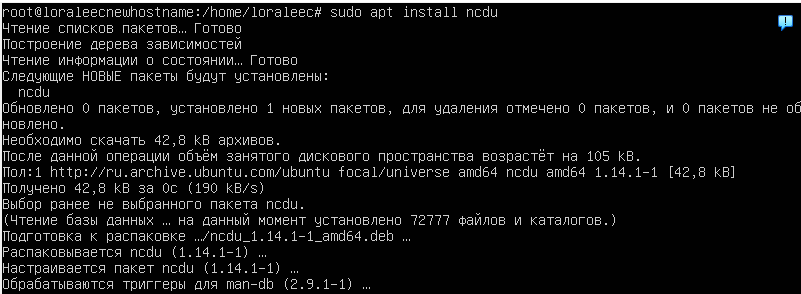 root@loraleecnewhostname:/home/loraleec# sudo apt install ncdu
Чтение списков пакетов… Готово
Построение дерева зависимостей
Чтение информации о состоянии… Готово
Следующие НОВЫЕ пакеты будут установлены:
  ncdu
Обновлено 0 пакетов, установлено 1 новых пакетов, для удаления отмечено 0 пакетов, и 0 пакетов не об
новлено.
Необходимо скачать 42,8 kB архивов.
После данной операции объём занятого дискового пространства возрастёт на 105 kB.
Пол:1 http://ru.archive.ubuntu.com/ubuntu focal/universe amd64 ncdu amd64 1.14.1-1 [42,8 kB]
Получено 42,8 kB за 0с (190 kB/s)
Выбор ранее не выбранного пакета ncdu.
(Чтение базы данных … на данный момент установлено 72777 файлов и каталогов.)
Подготовка к распаковке …/ncdu_1.14.1-1_amd64.deb …
Распаковывается ncdu (1.14.1-1) …
Настраивается пакет ncdu (1.14.1-1) …
Обрабатываются триггеры для man-db (2.9.1-1) …